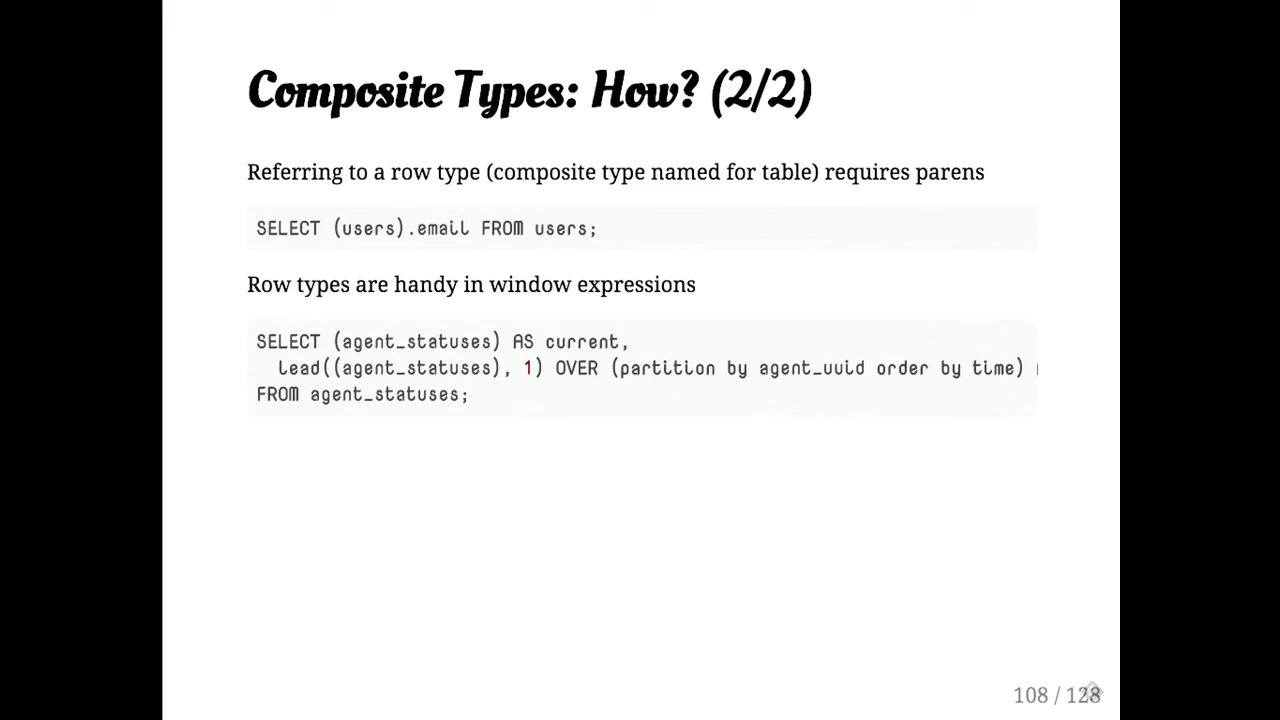 Composite Types: How? (2/2)
Referring to a row type (composite type named for table) requires parens
SELECT (users).email FROM users;
Row types are handy in window expressions
SELECT (agent_statuses) AS current,
lead((agent_statuses), 1) OVER (partition by agent_uuid order by time)
FROM agent_statuses;
108 / 128